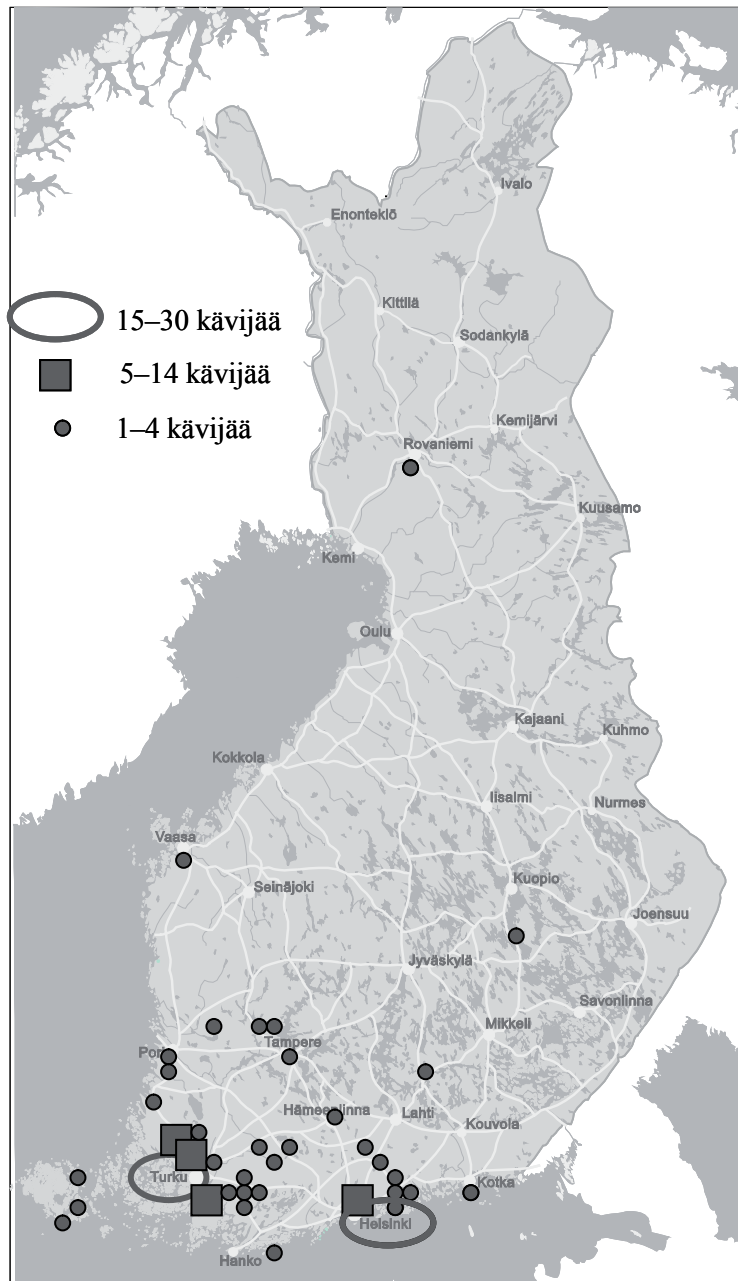 Ivalo
Enontekiö
15–30 kävijää
Kittilä
Sodankylä
5–14 kävijää
1–4 kävijää
Kemijärvi
Rovaniemi
Kuusamo
Kemi
Oulu
Kajaani
Kuhmo
Kokkola
Iisalmi
Nurmes
Vaasa
Kuopio
Seinäjoki
Joensuu
Jyväskylä
Savonlinna
Mikkeli
Tampere
Pori
Hämeenlinna
Lahti
Kouvola
Turku
Kotka
Helsinki
Hanko